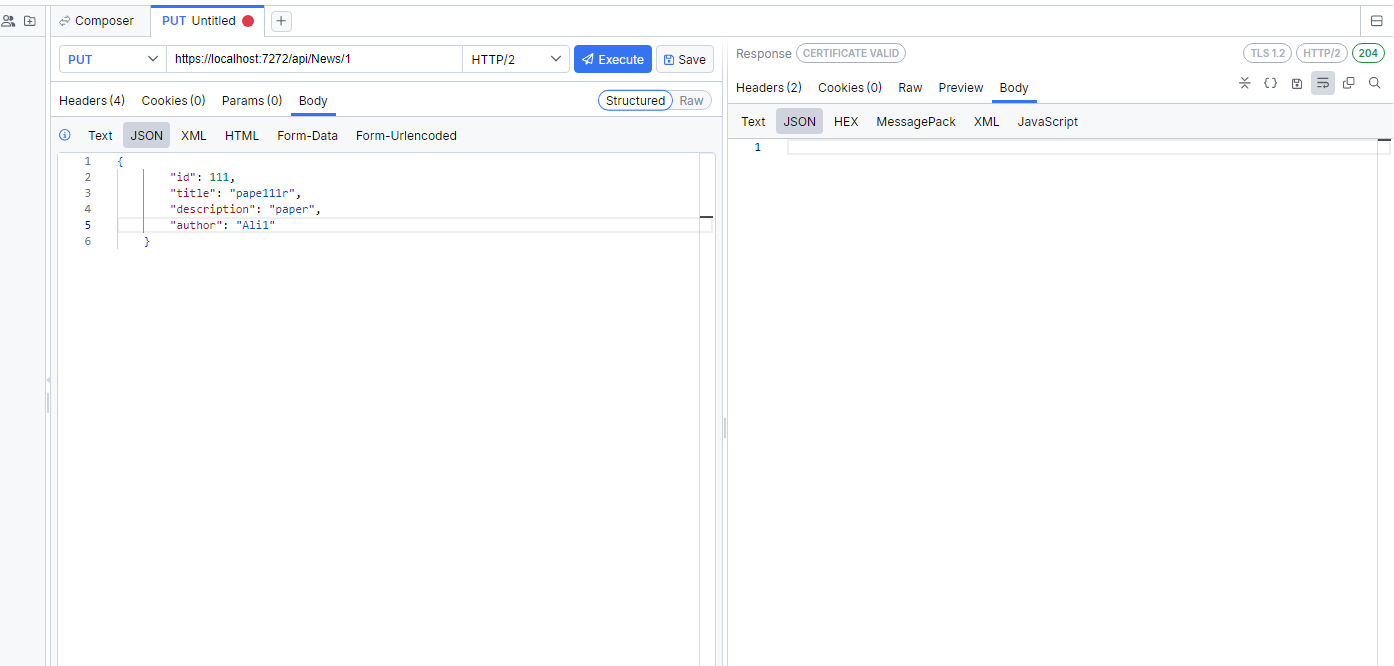 Composer
PUT Untitled
+
PUT
https://localhost:7272/api/News/1
HTTP/2
Execute
Save
Headers (4) Cookies (0) Params (0) Body
Structured Raw
Text JSON XML HTML Form-Data Form-Urlencoded
1 {
2 "id": 111,
3 "title": "pape111r",
4 "description": "paper",
5 "author": "Ali1"
6 }
Response CERTIFICATE VALID
TLS 1.2 HTTP/2 204
Headers (2) Cookies (0) Raw Preview Body
Text JSON HEX MessagePack XML JavaScript
1